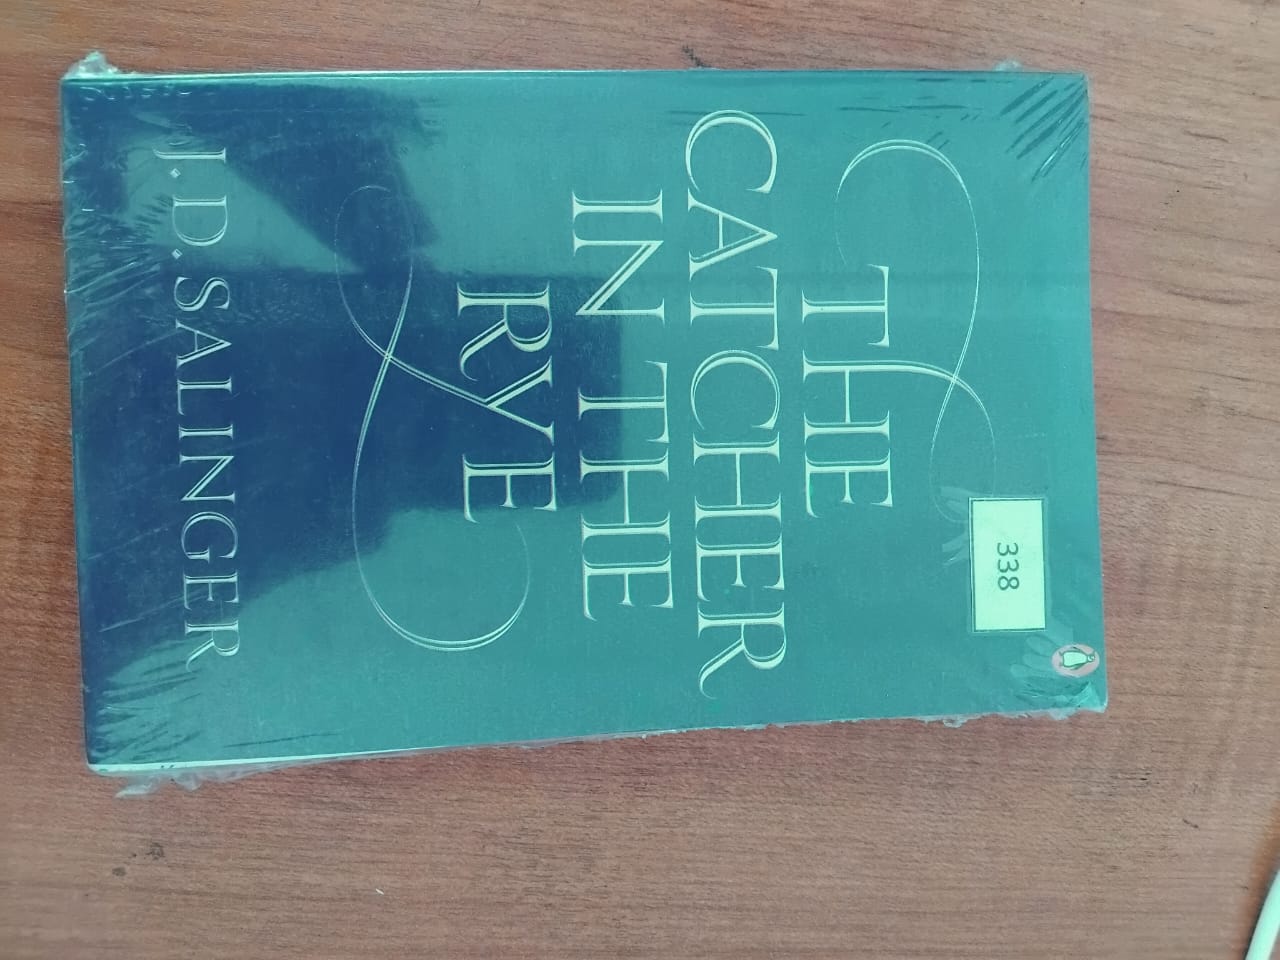 338
THE
CATCHER
IN THE
RYE
J.D. SALINGER